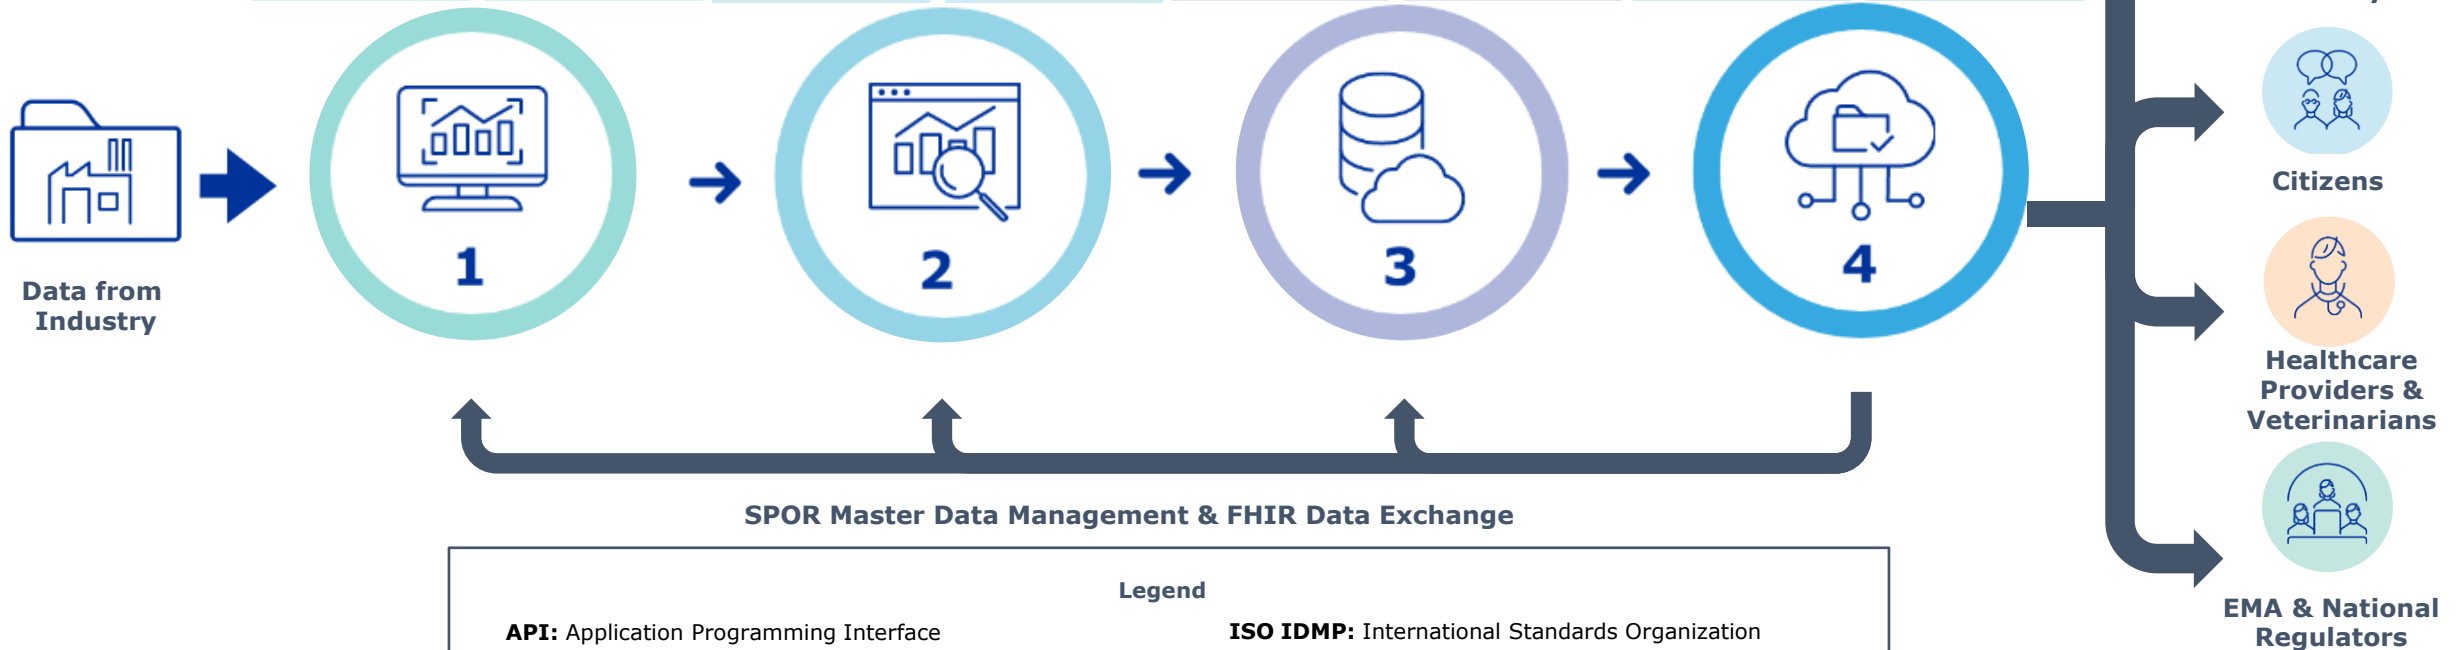 Data from
Industry
1
2
3
4
Citizens
Healthcare
Providers &
Veterinarians
EMA & National
Regulators
SPOR Master Data Management & FHIR Data Exchange
Legend
API: Application Programming Interface
ISO IDMP: International Standards Organization